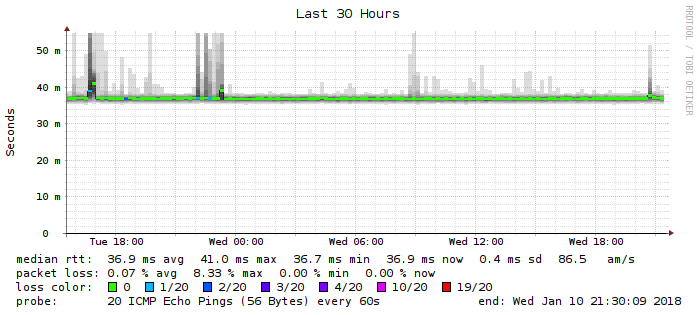 Last 30 Hours
RRDTOOL / TOBI OETIKER
Seconds
50 m
40 m
30 m
20 m
10 m
0
Tue 18:00 Wed 00:00 Wed 06:00 Wed 12:00 Wed 18:00
median rtt: 36.9 ms avg 41.0 ms max 36.7 ms min 36.9 ms now 0.4 ms sd 86.5 am/s
packet loss: 0.07 % avg 8.33 % max 0.00 % min 0.00 % now
loss color: 0 1/20 2/20 3/20 4/20 10/20 19/20
probe: 20 ICMP Echo Pings (56 Bytes) every 60s end: Wed Jan 10 21:30:09 2018